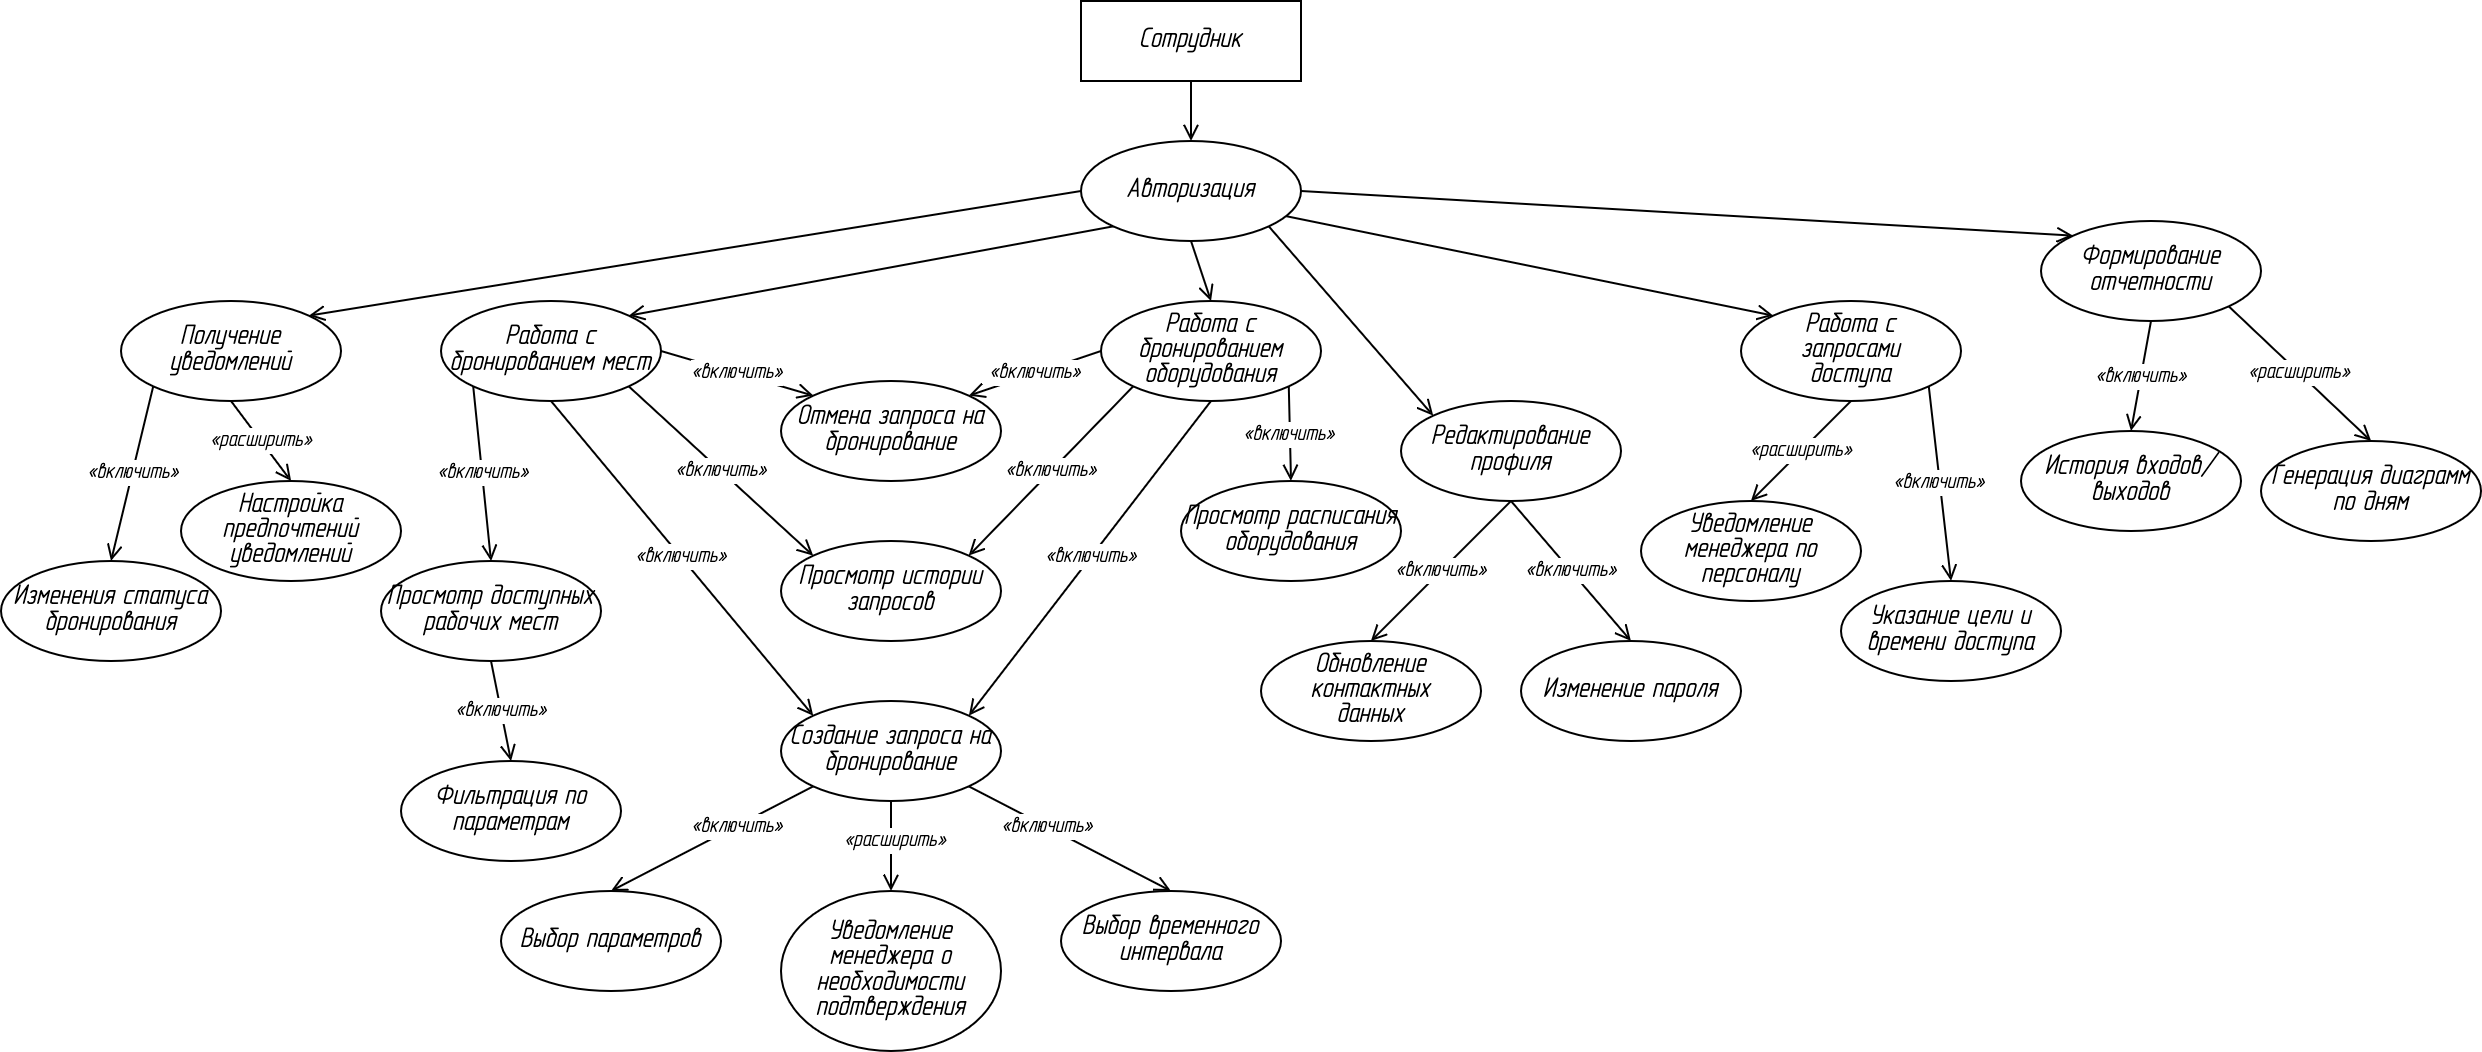 Сотрудник
Авторизация
Формирование
отчетности
Получение
уведомлений
Работа с
бронированием мест
Работа с
бронированием
оборудования
Работа с
запросами
доступа
«включить»
«включить»
«включить»
«расширить»
Отмена запроса на
бронирование
«расширить»
«включить»
Редактирование
профиля
«расширить»
«включить»
«включить»
«включить»
«включить»
«включить»
История входов/
выходов
Генерация диаграмм
по дням
Настройка
предпочтений
уведомлений
Просмотр расписания
оборудования
Уведомление
менеджера по
персоналу
«включить»
«включить»
«включить»
«включить»
Изменения статуса
бронирования
Просмотр доступных
рабочих мест
Просмотр истории
запросов
Указание цели и
времени доступа
Обновление
контактных
данных
Изменение пароля
«включить»
Создание запроса на
бронирование
Фильтрация по
параметрам
«включить»
«расширить»
«включить»
Выбор параметров
Уведомление
менеджера о
необходимости
подтверждения
Выбор временного
интервала